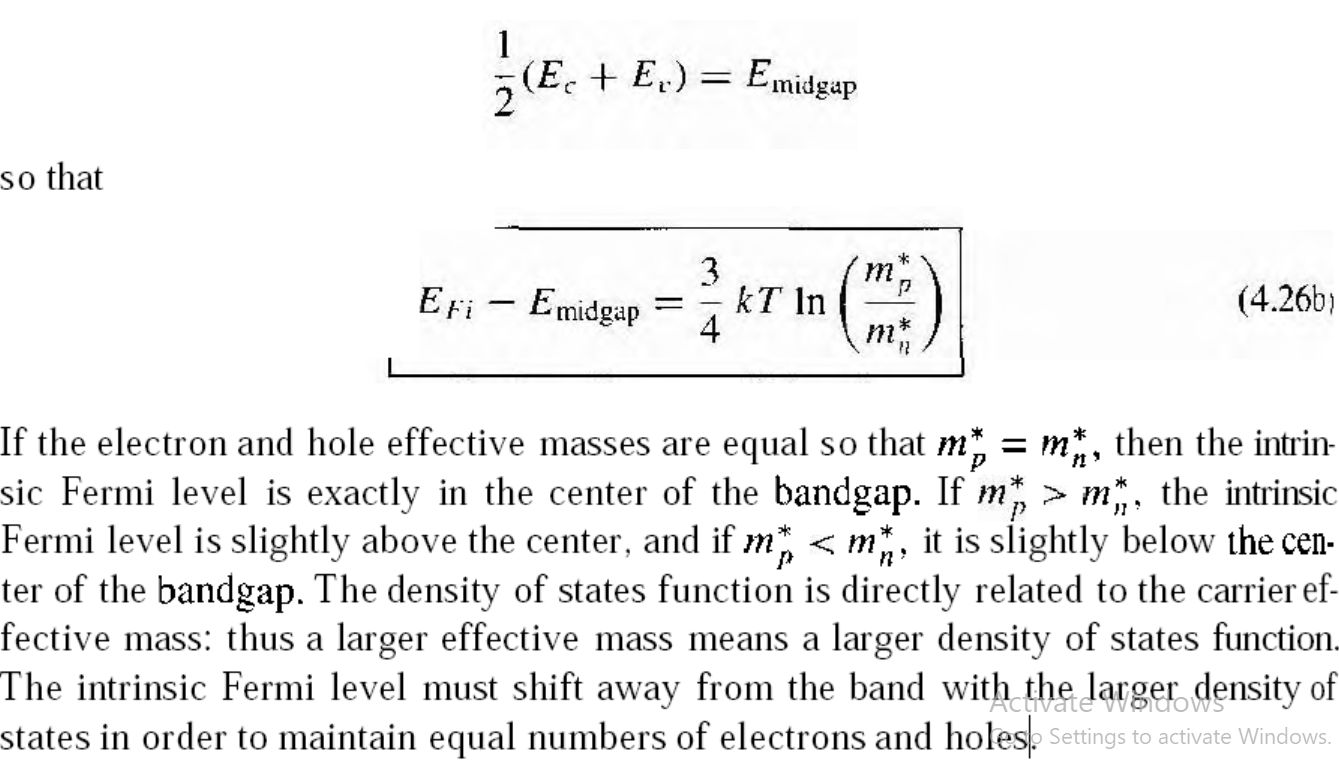 1/2 (E_c + E_v) = E_midgap
so that
E_Fi − E_midgap = 3/4 kT ln (m*_p / m*_n) (4.26b)
If the electron and hole effective masses are equal so that m*_p = m*_n, then the intrin-
sic Fermi level is exactly in the center of the bandgap. If m*_p > m*_n, the intrinsic
Fermi level is slightly above the center, and if m*_p < m*_n, it is slightly below the cen-
ter of the bandgap. The density of states function is directly related to the carrier ef-
fective mass: thus a larger effective mass means a larger density of states function.
The intrinsic Fermi level must shift away from the band with the larger density of
states in order to maintain equal numbers of electrons and holes.
Activate Windows
Go to Settings to activate Windows.